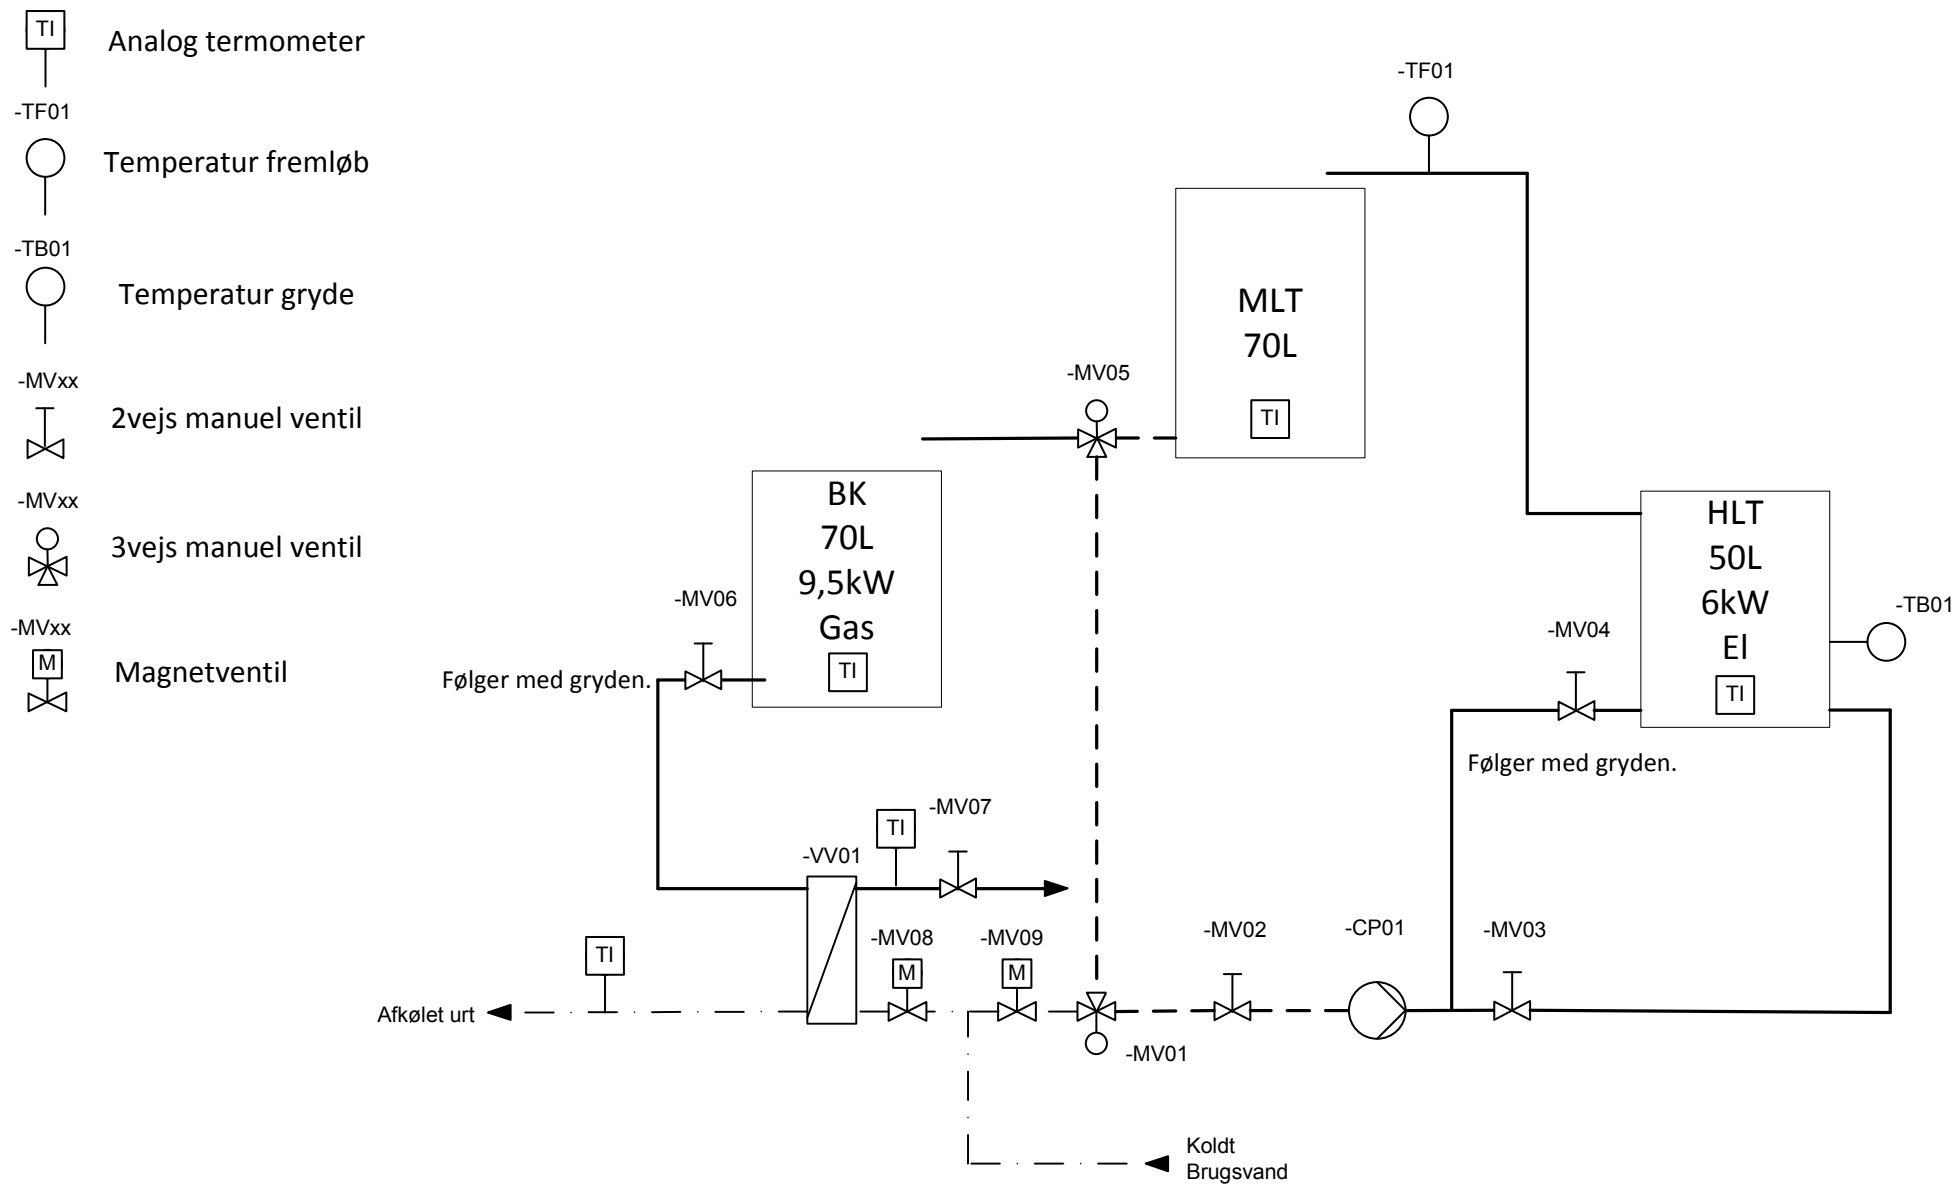 TI
Analog termometer
-TF01
Temperatur fremløb
-TB01
Temperatur gryde
-MVxx
2vejs manuel ventil
-MVxx
3vejs manuel ventil
-MVxx
M
Magnetventil
-TF01
MLT
70L
TI
-MV05
BK
70L
9,5kW
Gas
TI
-MV06
Følger med gryden.
HLT
50L
6kW
El
TI
-TB01
-MV04
Følger med gryden.
TI
-MV07
-VV01
-MV08
M
-MV09
M
-MV02
-CP01
-MV03
TI
Afkølet urt
-MV01
Koldt
Brugsvand